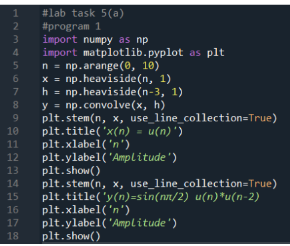 1 #lab task 5(a)
2 #program 1
3 import numpy as np
4 import matplotlib.pyplot as plt
5 n = np.arange(0, 10)
6 x = np.heaviside(n, 1)
7 h = np.heaviside(n-3, 1)
8 y = np.convolve(x, h)
9 plt.stem(n, x, use_line_collection=True)
10 plt.title('x(n) = u(n)')
11 plt.xlabel('n')
12 plt.ylabel('Amplitude')
13 plt.show()
14 plt.stem(n, x, use_line_collection=True)
15 plt.title('y(n)=sin(nπ/2) u(n)*u(n-2)
16 plt.xlabel('n')
17 plt.ylabel('Amplitude')
18 plt.show()